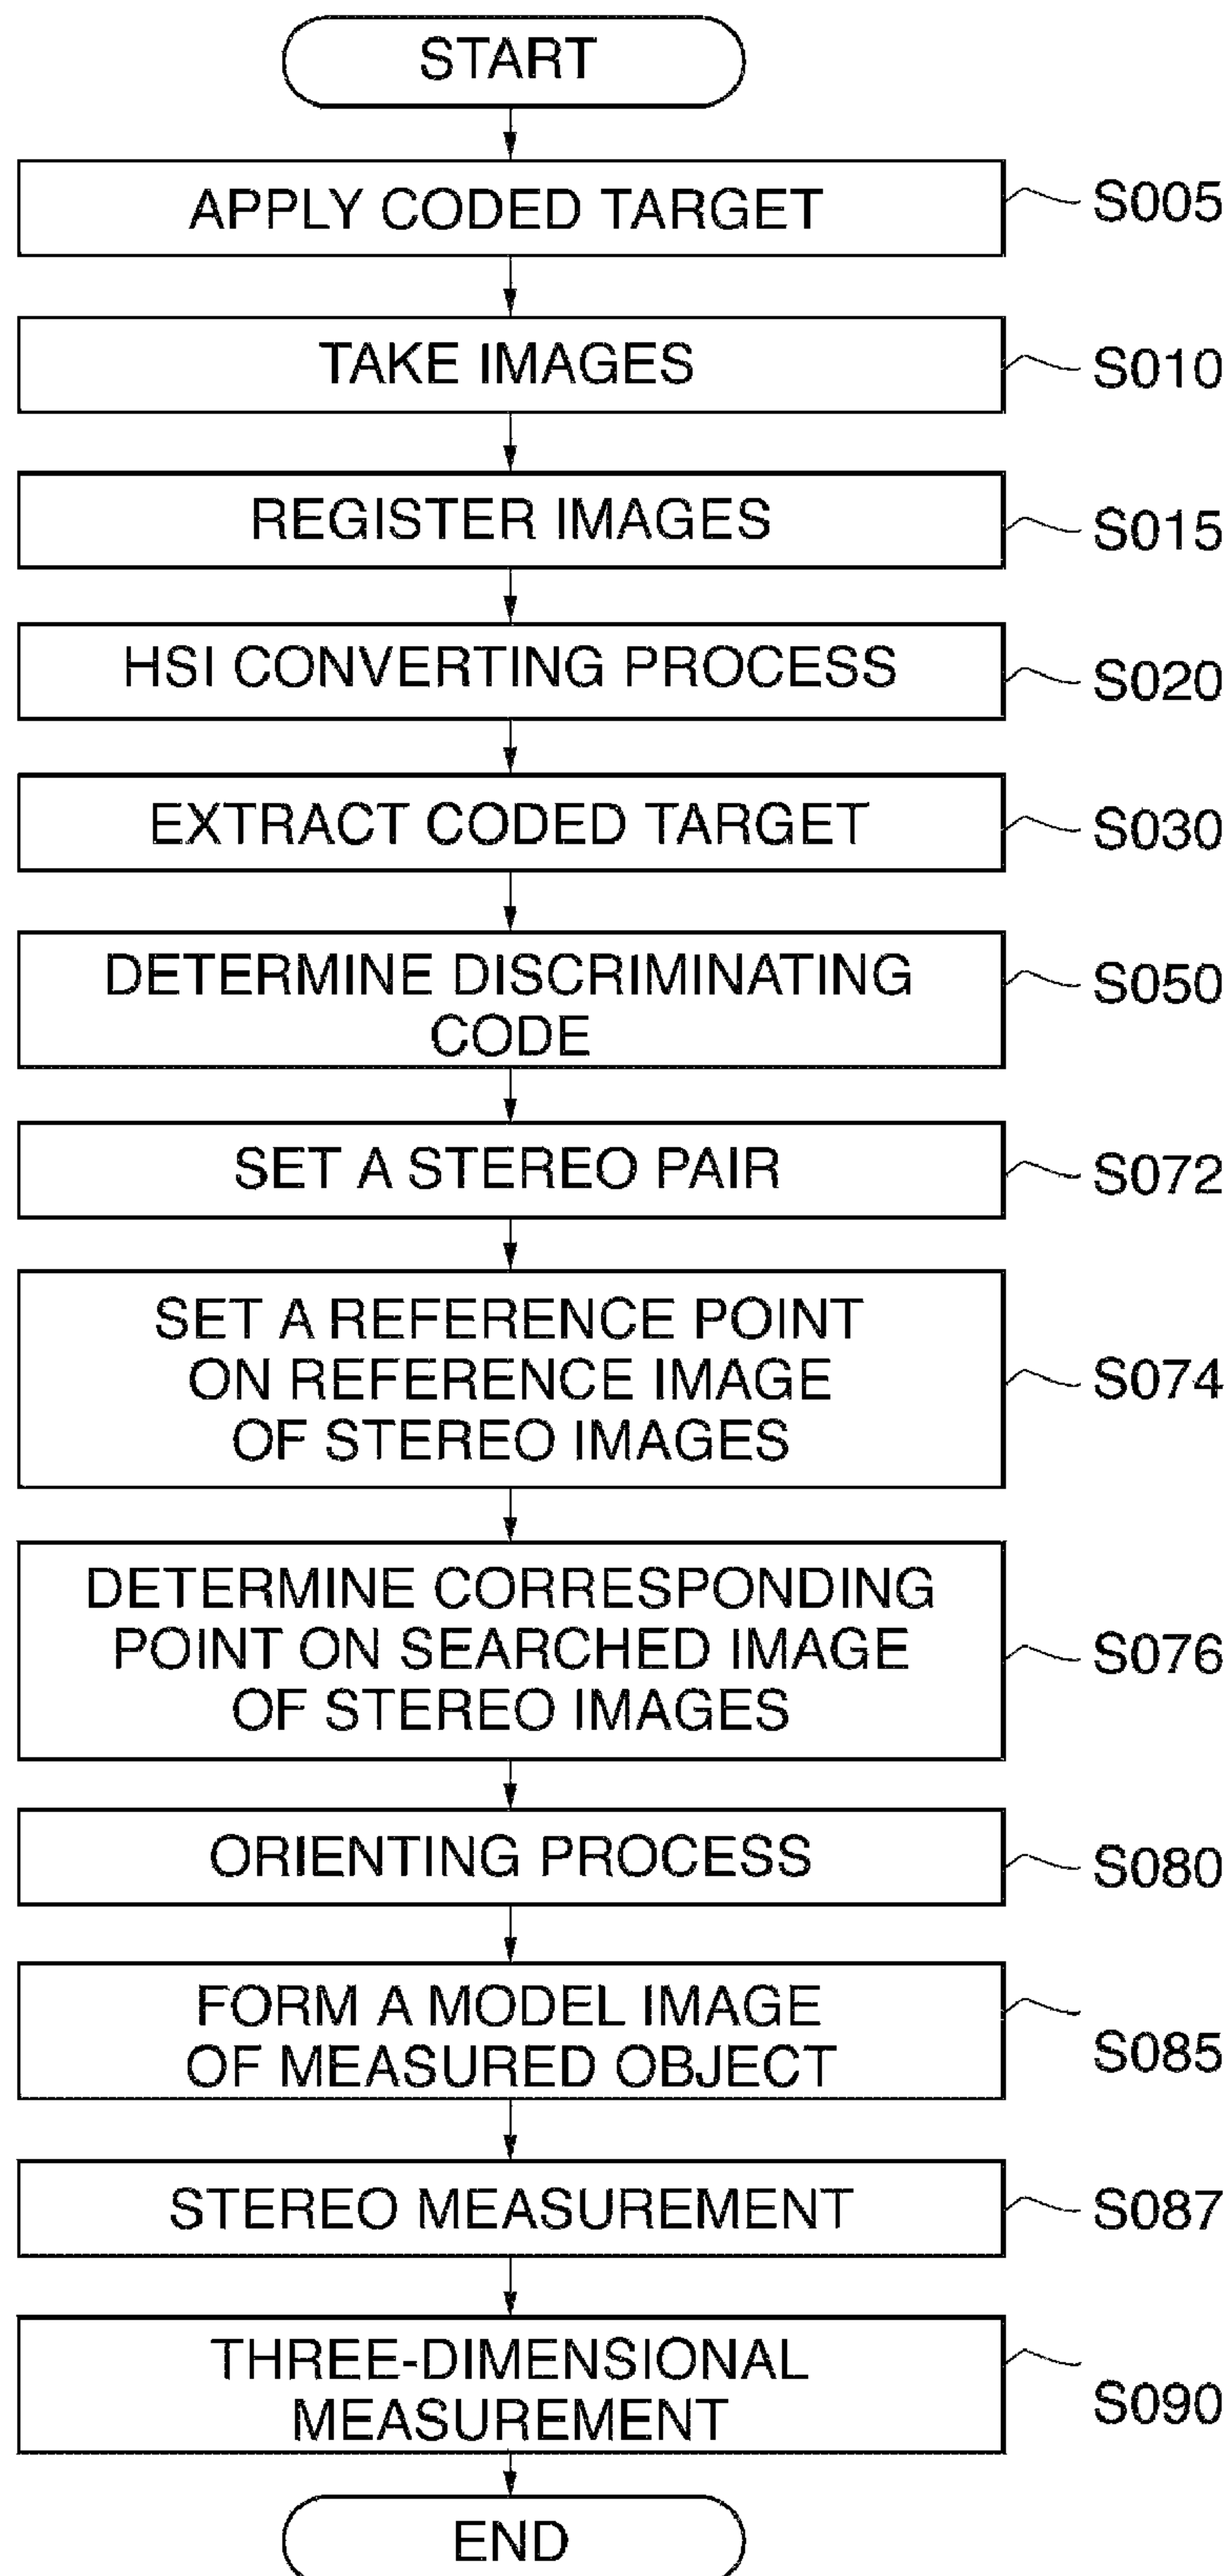 START
APPLY CODED TARGET
S005
TAKE IMAGES
S010
REGISTER IMAGES
S015
HSI CONVERTING PROCESS
S020
EXTRACT CODED TARGET
S030
DETERMINE DISCRIMINATING
CODE
S050
SET A STEREO PAIR
S072
SET A REFERENCE POINT
ON REFERENCE IMAGE
OF STEREO IMAGES
S074
DETERMINE CORRESPONDING
POINT ON SEARCHED IMAGE
OF STEREO IMAGES
S076
ORIENTING PROCESS
S080
FORM A MODEL IMAGE
OF MEASURED OBJECT
S085
STEREO MEASUREMENT
S087
THREE-DIMENSIONAL
MEASUREMENT
S090
END